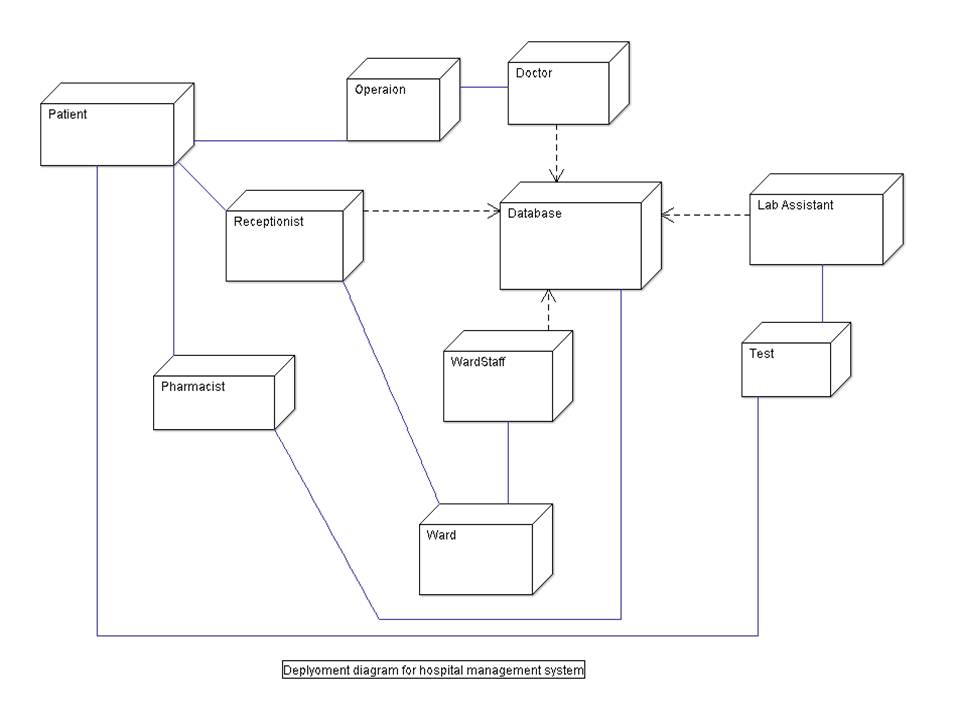 Doctor
Operaion
Patient
Database
Lab Assistant
Receptionist
WardStaff
Test
Pharmacist
Ward
Deplyoment diagram for hospital management system